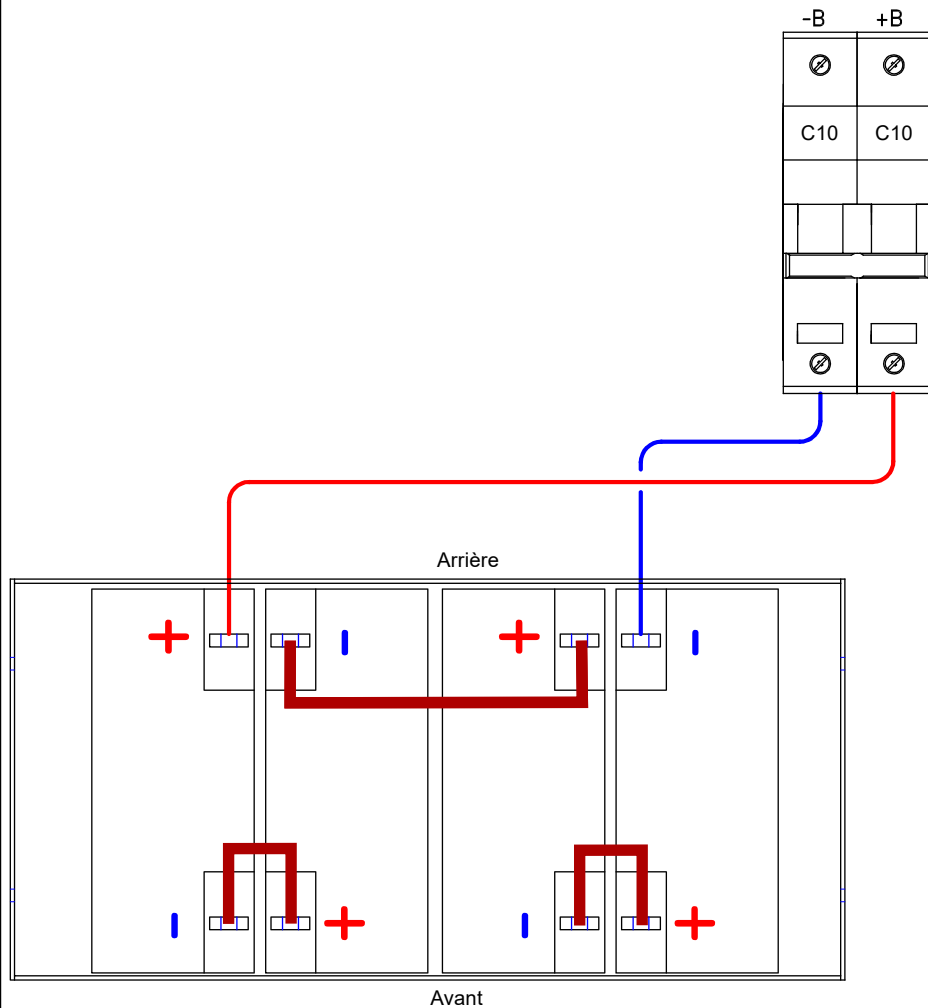 -B +B
C10 C10
Arrière
+ - + -
- + - +
Avant